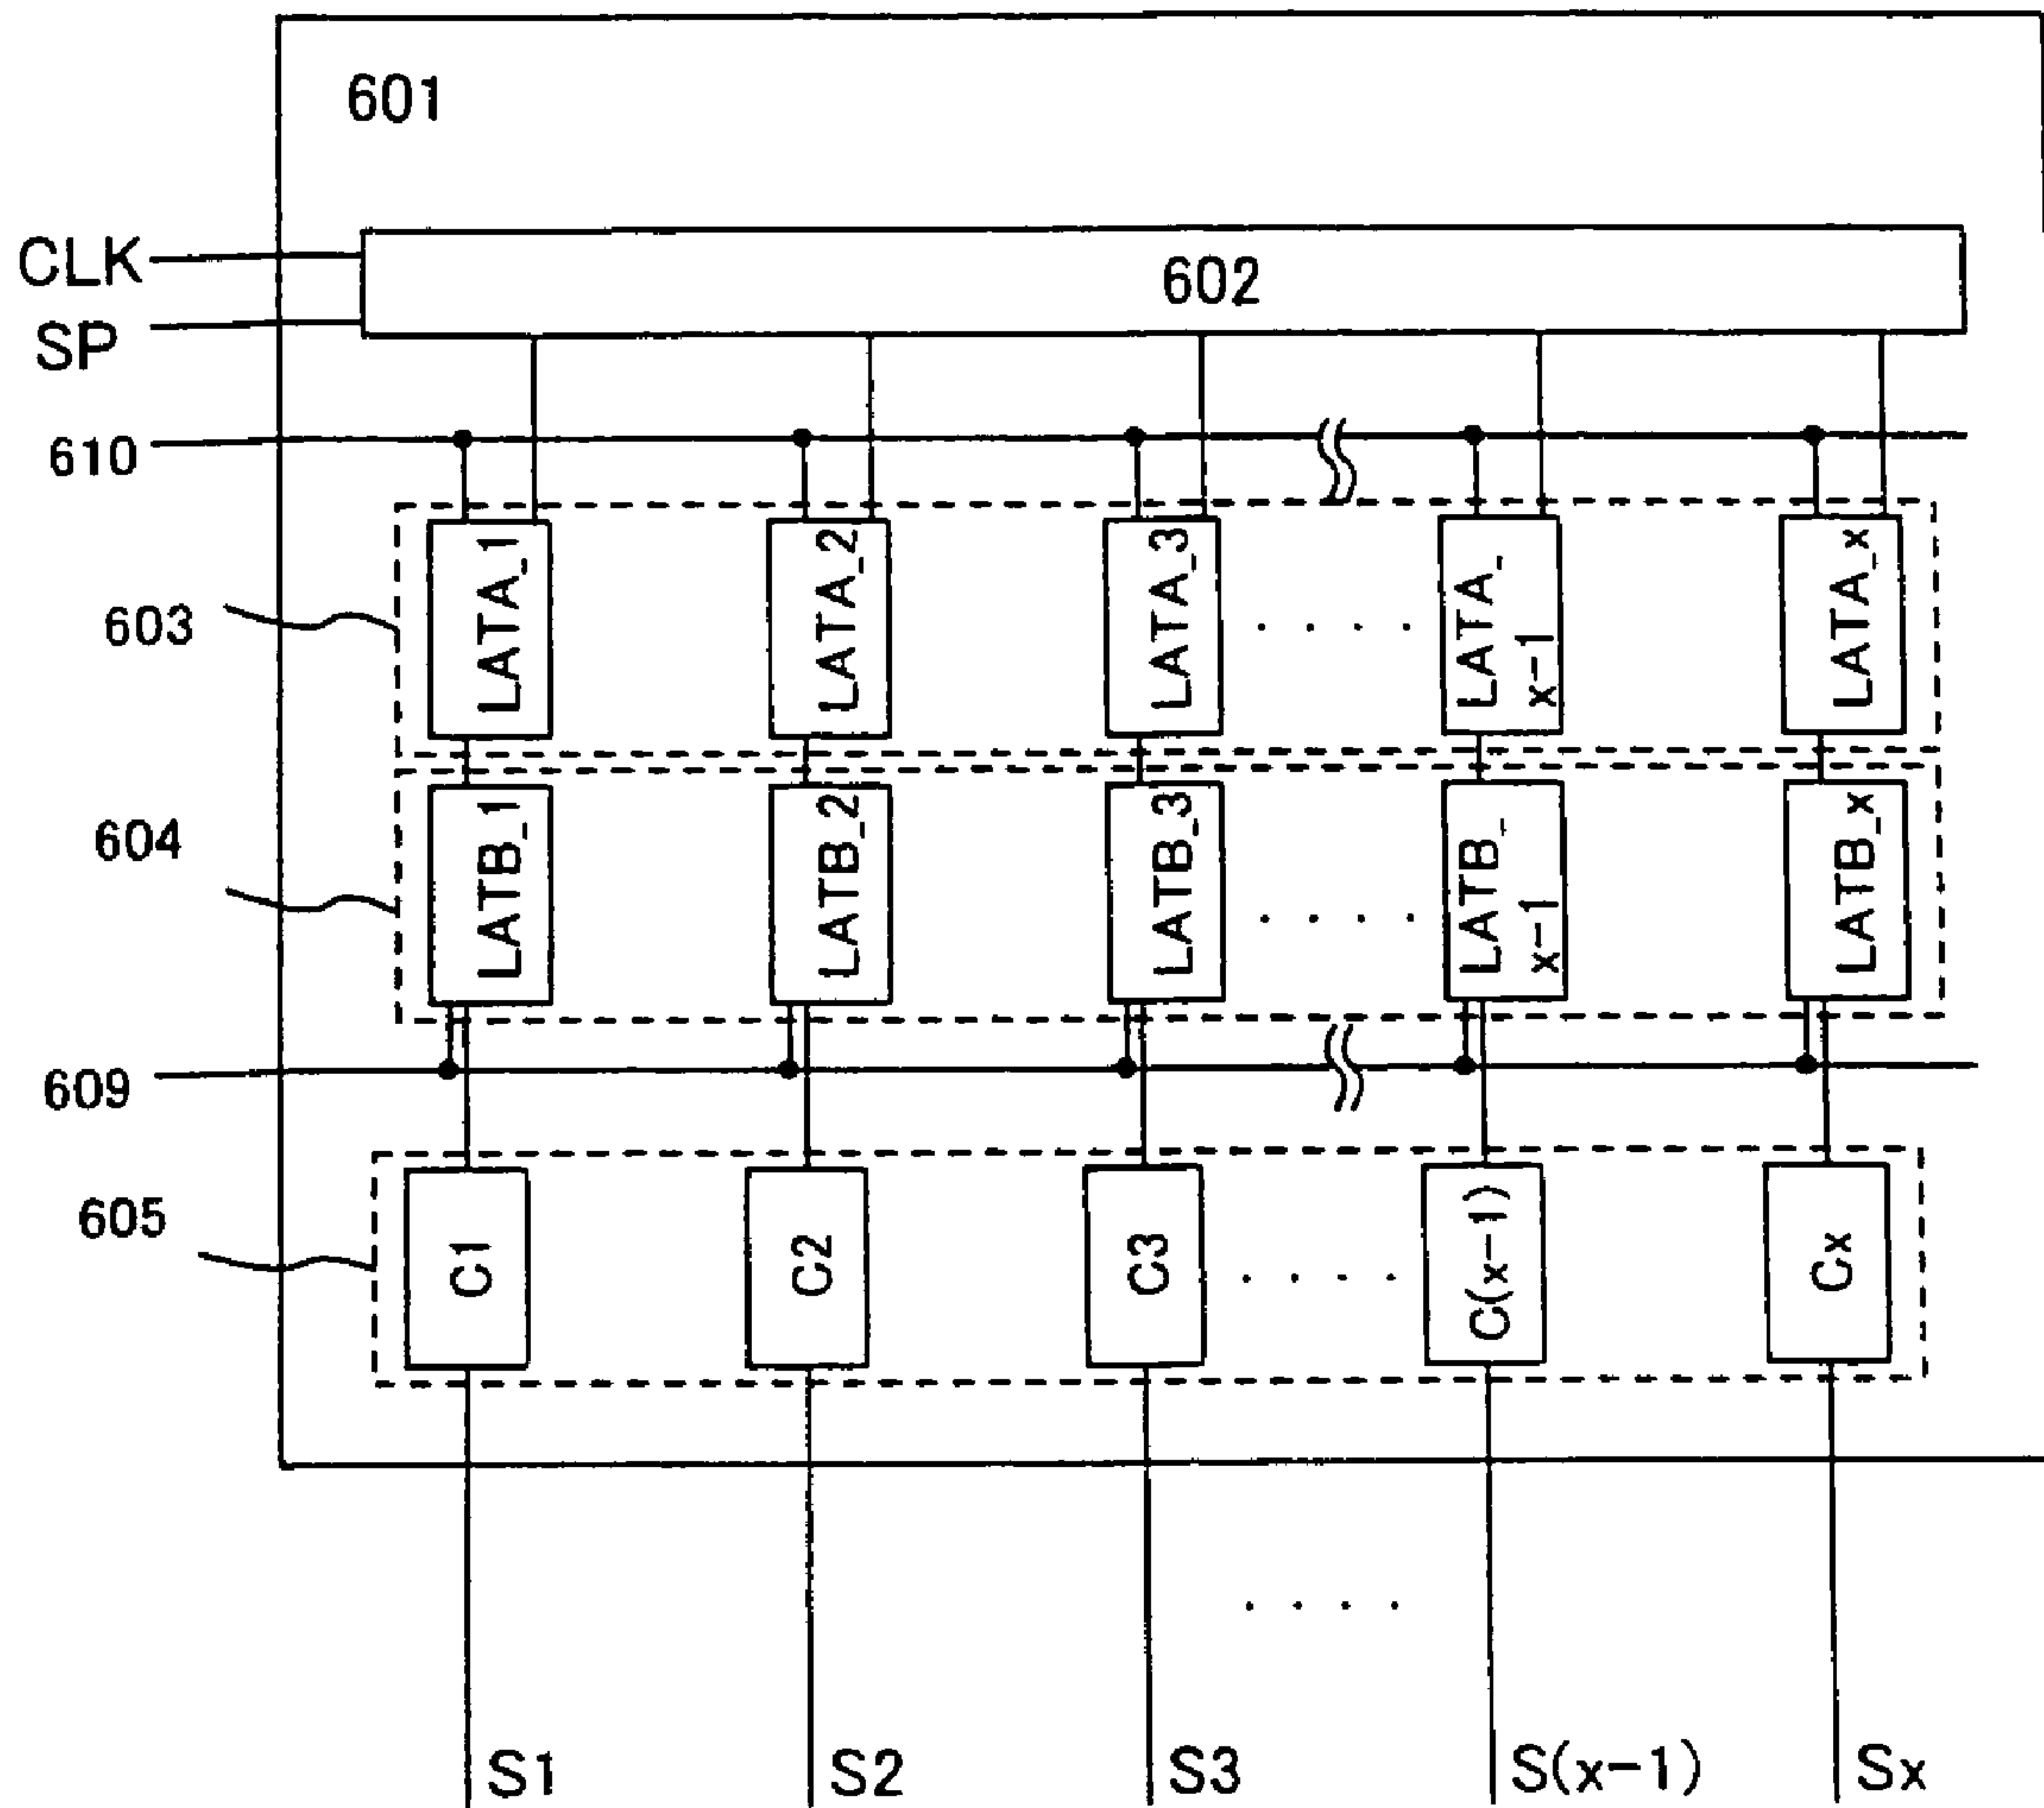 601
CLK
602
SP
610
603
LATA_1
LATA_2
LATA_3
LATA_
x-1
LATA_x
604
LATB_1
LATB_2
LATB_3
LATB_
x-1
LATB_x
609
605
C1
C2
C3
C(x-1)
Cx
S1
S2
S3
S(x-1)
Sx